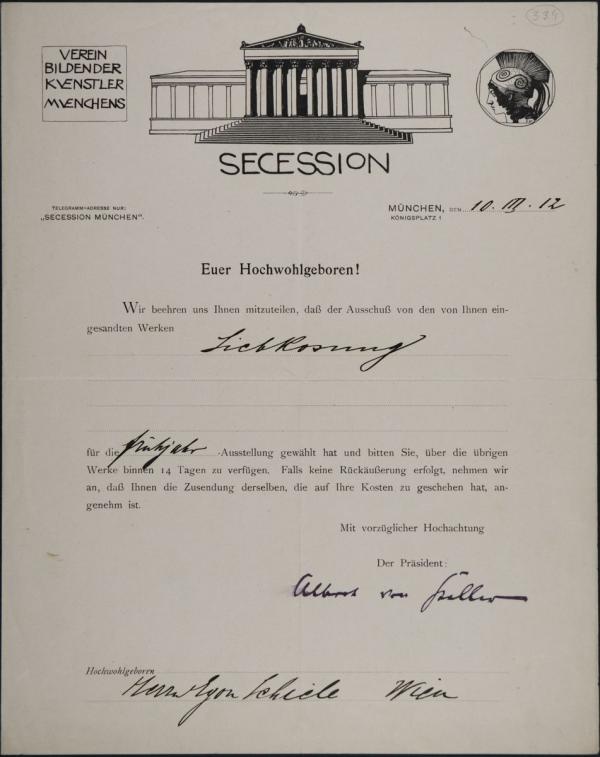 339
VEREIN
BILDENDER
KVENSTLER
MVENCHENS
SECESSION
TELEGRAMM-ADRESSE NUR:
„SECESSION MÜNCHEN".
MÜNCHEN, DEN 10. III. 12
KÖNIGSPLATZ 1
Euer Hochwohlgeboren!
Wir beehren uns Ihnen mitzuteilen, daß der Ausschuß von den von Ihnen ein-
gesandten Werken
Liebkosung
für die Frühjahr-Ausstellung gewählt hat und bitten Sie, über die übrigen
Werke binnen 14 Tagen zu verfügen. Falls keine Rückäußerung erfolgt, nehmen wir
an, daß Ihnen die Zusendung derselben, die auf Ihre Kosten zu geschehen hat, an-
genehm ist.
Mit vorzüglicher Hochachtung
Der Präsident:
Albert von Keller
Hochwohlgeboren
Herrn Egon Schiele Wien